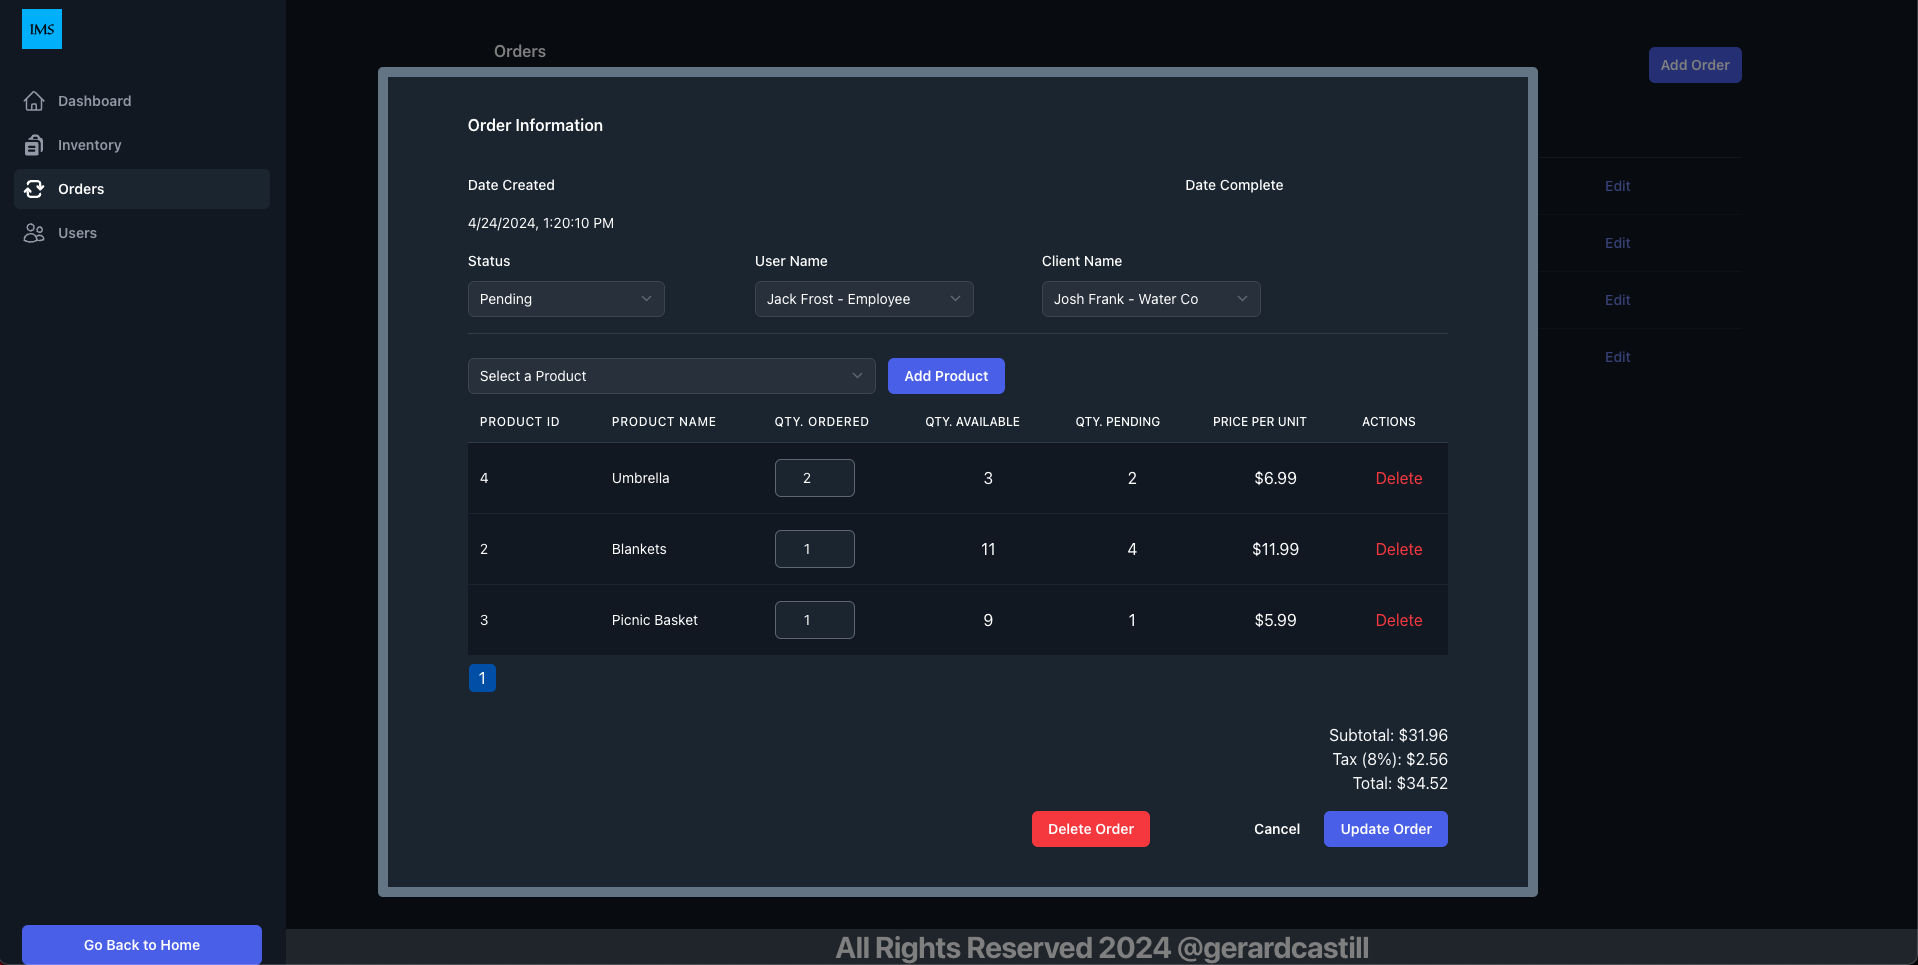 IMS
Dashboard
Inventory
Orders
Users
Go Back to Home
Orders
Add Order
Edit
Edit
Edit
Edit
Order Information
Date Created Date Complete
4/24/2024, 1:20:10 PM
Status User Name Client Name
Pending Jack Frost - Employee Josh Frank - Water Co
Select a Product Add Product
PRODUCT ID PRODUCT NAME QTY. ORDERED QTY. AVAILABLE QTY. PENDING PRICE PER UNIT ACTIONS
4 Umbrella 2 3 2 $6.99 Delete
2 Blankets 1 11 4 $11.99 Delete
3 Picnic Basket 1 9 1 $5.99 Delete
1
Subtotal: $31.96
Tax (8%): $2.56
Total: $34.52
Delete Order Cancel Update Order
All Rights Reserved 2024 @gerardcastill